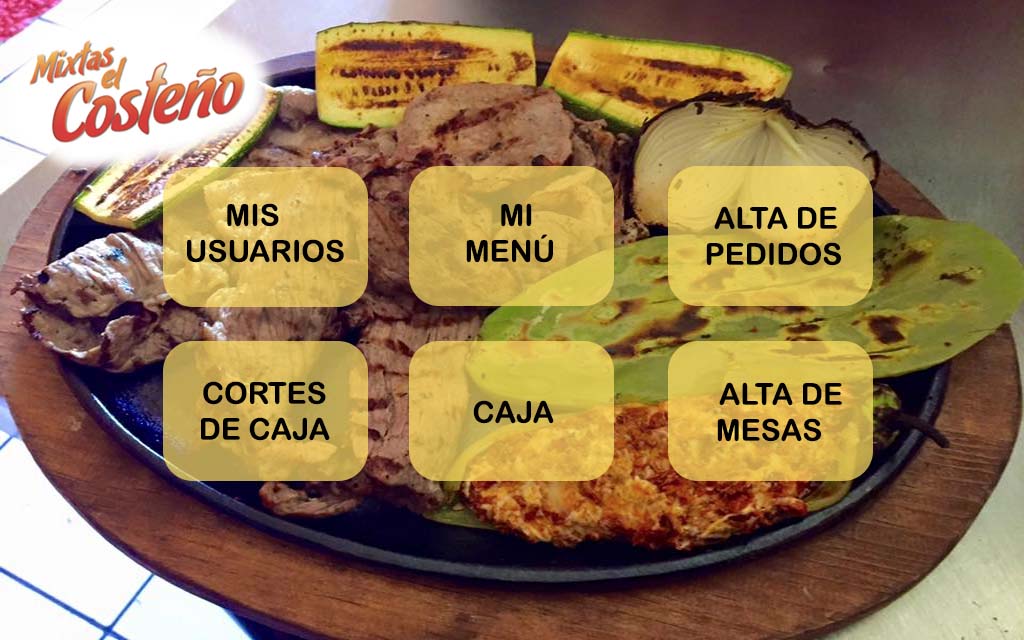 Mixtas
el
Costeño
MIS
USUARIOS
MI
MENÚ
ALTA DE
PEDIDOS
CORTES
DE CAJA
CAJA
ALTA DE
MESAS